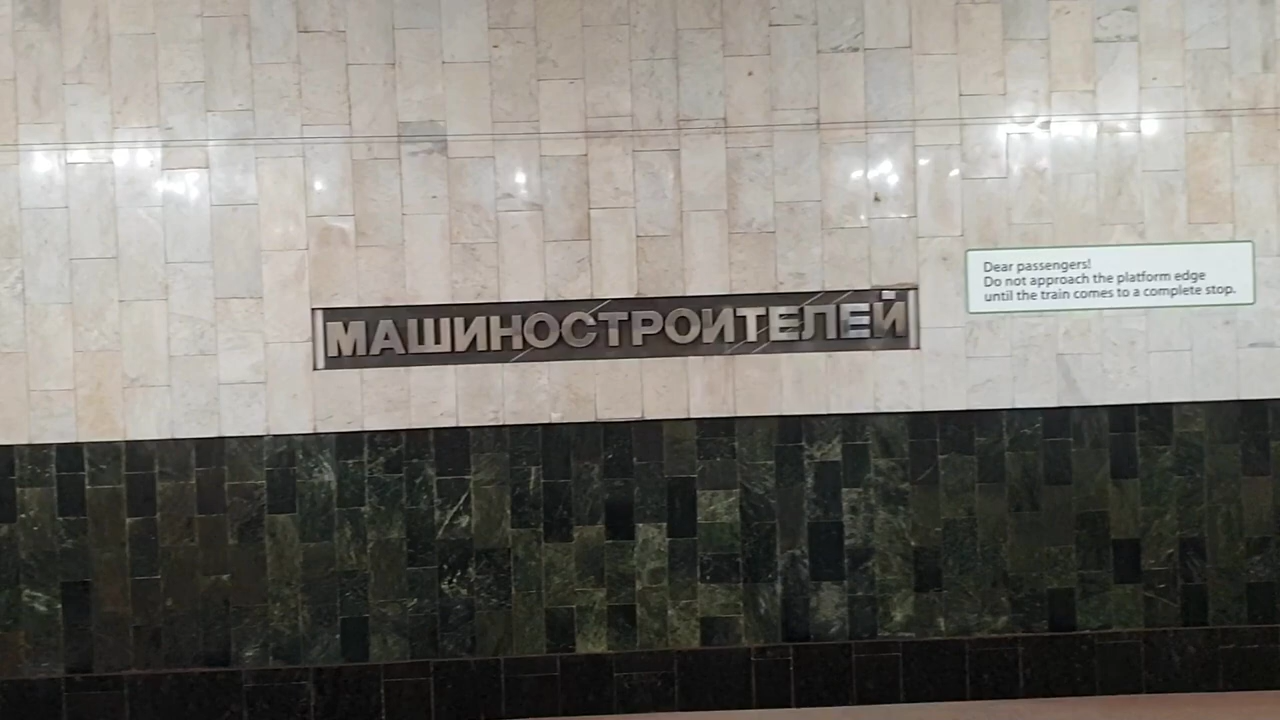 МАШИНОСТРОИТЕЛЕЙ
Dear passengers!
Do not approach the platform edge
until the train comes to a complete stop.